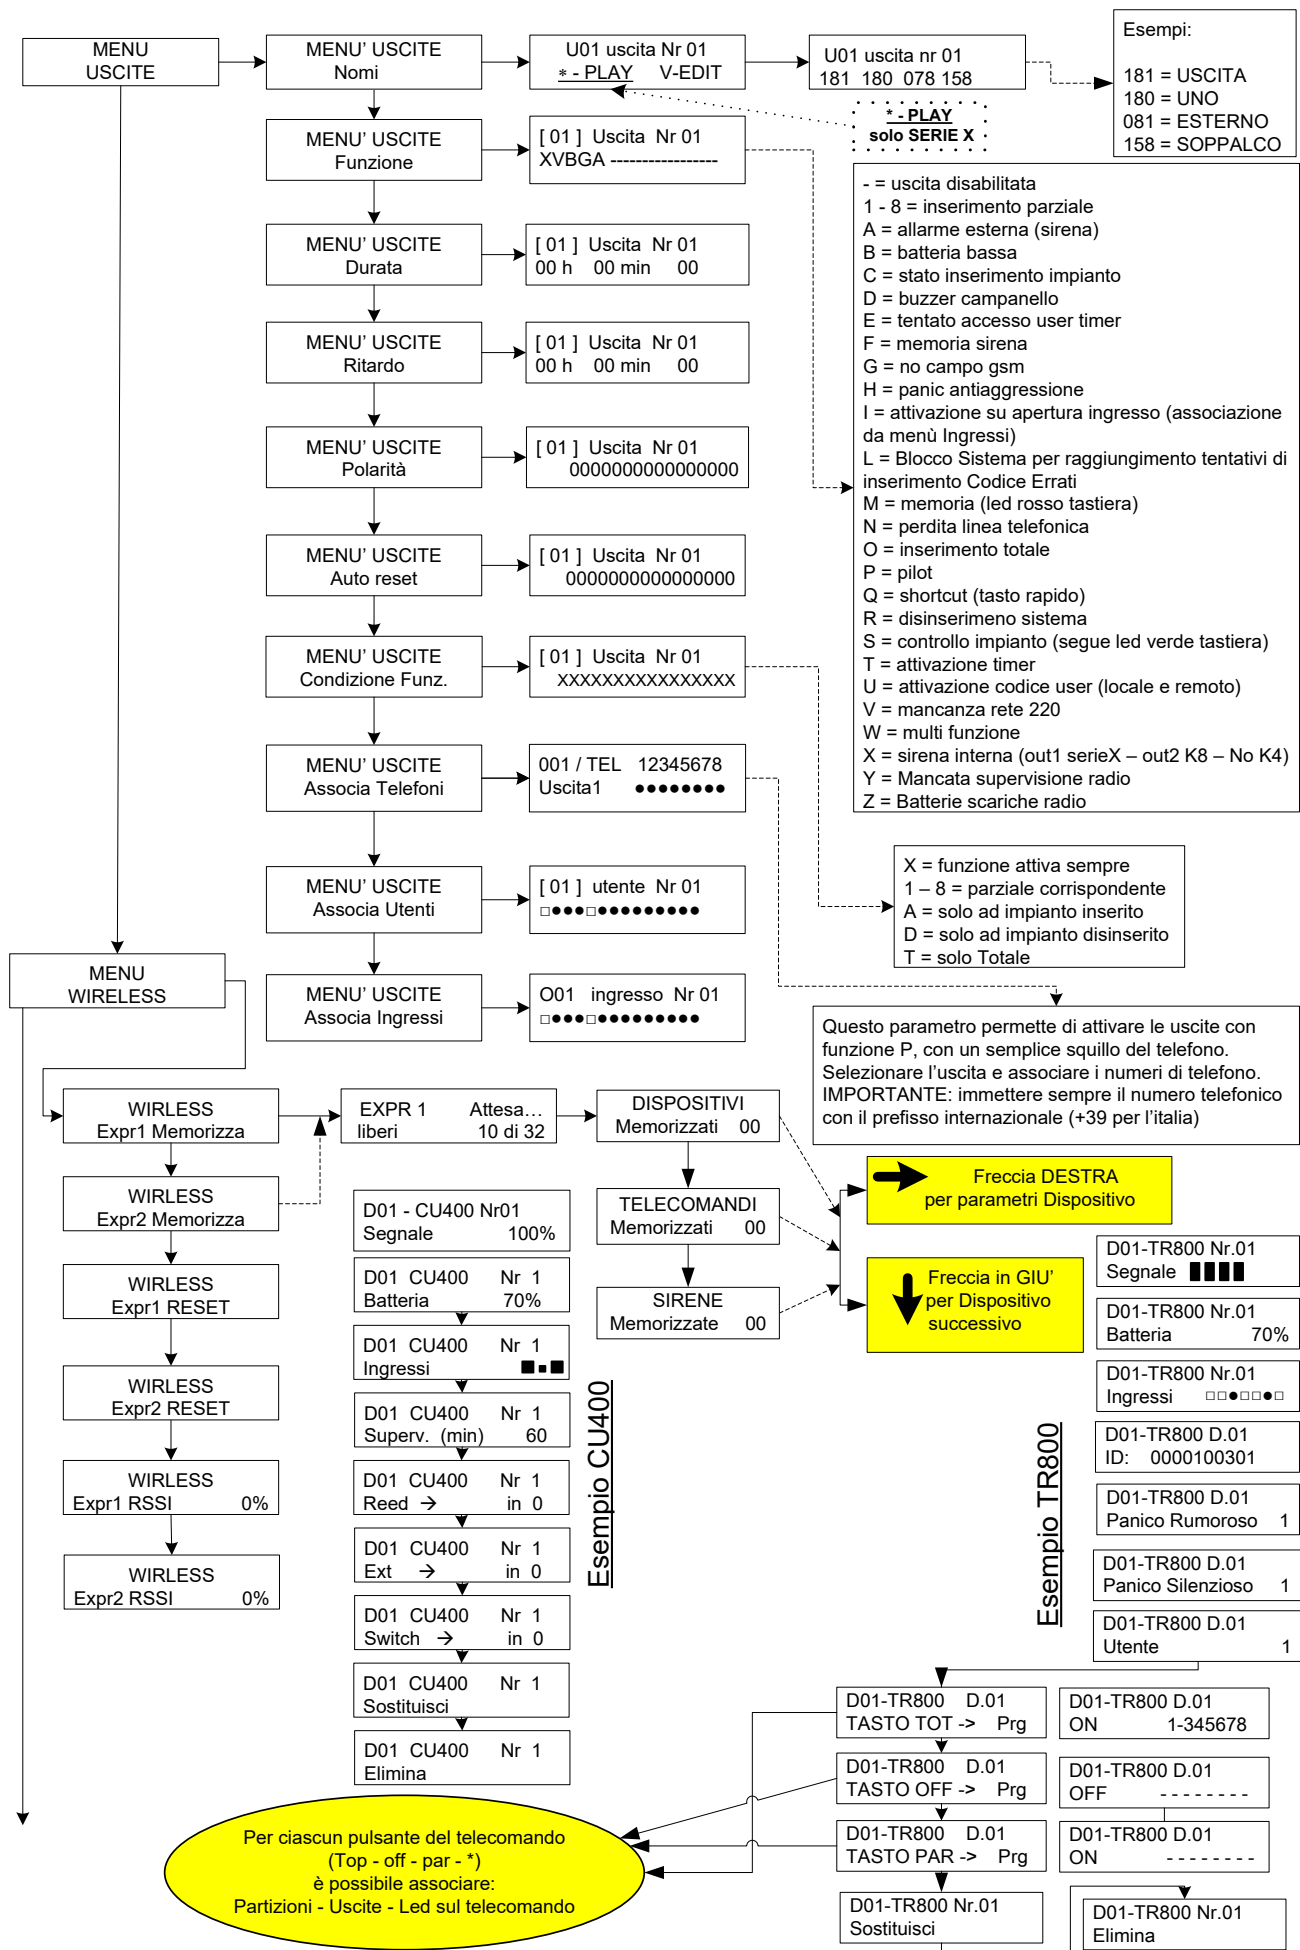 MENU
USCITE
MENU' USCITE
Nomi
U01 uscita Nr 01
* - PLAY V-EDIT
U01 uscita nr 01
181 180 078 158
Esempi:
181 = USCITA
180 = UNO
081 = ESTERNO
158 = SOPPALCO
* - PLAY
solo SERIE X
MENU' USCITE
Funzione
[ 01 ] Uscita Nr 01
XVBGA -----------------
- = uscita disabilitata
1 - 8 = inserimento parziale
A = allarme esterna (sirena)
B = batteria bassa
C = stato inserimento impianto
D = buzzer campanello
E = tentato accesso user timer
F = memoria sirena
G = no campo gsm
H = panic antiaggressione
I = attivazione su apertura ingresso (associazione
da menù Ingressi)
L = Blocco Sistema per raggiungimento tentativi di
inserimento Codice Errati
M = memoria (led rosso tastiera)
N = perdita linea telefonica
O = inserimento totale
P = pilot
Q = shortcut (tasto rapido)
R = disinserimeno sistema
S = controllo impianto (segue led verde tastiera)
T = attivazione timer
U = attivazione codice user (locale e remoto)
V = mancanza rete 220
W = multi funzione
X = sirena interna (out1 serieX – out2 K8 – No K4)
Y = Mancata supervisione radio
Z = Batterie scariche radio
MENU' USCITE
Durata
[ 01 ] Uscita Nr 01
00 h 00 min 00
MENU' USCITE
Ritardo
[ 01 ] Uscita Nr 01
00 h 00 min 00
MENU' USCITE
Polarità
[ 01 ] Uscita Nr 01
0000000000000000
MENU' USCITE
Auto reset
[ 01 ] Uscita Nr 01
0000000000000000
MENU' USCITE
Condizione Funz.
[ 01 ] Uscita Nr 01
XXXXXXXXXXXXXXXX
MENU' USCITE
Associa Telefoni
001 / TEL 12345678
Uscita1 ●●●●●●●●
X = funzione attiva sempre
1 – 8 = parziale corrispondente
A = solo ad impianto inserito
D = solo ad impianto disinserito
T = solo Totale
MENU' USCITE
Associa Utenti
[ 01 ] utente Nr 01
□●●●□●●●●●●●●●
MENU
WIRELESS
MENU' USCITE
Associa Ingressi
O01 ingresso Nr 01
□●●●□●●●●●●●●●
Questo parametro permette di attivare le uscite con
funzione P, con un semplice squillo del telefono.
Selezionare l'uscita e associare i numeri di telefono.
IMPORTANTE: immettere sempre il numero telefonico
con il prefisso internazionale (+39 per l'italia)
WIRLESS
Expr1 Memorizza
EXPR 1 Attesa…
liberi 10 di 32
DISPOSITIVI
Memorizzati 00
WIRLESS
Expr2 Memorizza
TELECOMANDI
Memorizzati 00
SIRENE
Memorizzate 00
Freccia DESTRA
per parametri Dispositivo
Freccia in GIU'
per Dispositivo
successivo
WIRLESS
Expr1 RESET
WIRLESS
Expr2 RESET
WIRLESS
Expr1 RSSI 0%
WIRLESS
Expr2 RSSI 0%
D01 - CU400 Nr01
Segnale 100%
D01 CU400 Nr 1
Batteria 70%
D01 CU400 Nr 1
Ingressi ■▪■
D01 CU400 Nr 1
Superv. (min) 60
D01 CU400 Nr 1
Reed → in 0
D01 CU400 Nr 1
Ext → in 0
D01 CU400 Nr 1
Switch → in 0
D01 CU400 Nr 1
Sostituisci
D01 CU400 Nr 1
Elimina
Esempio CU400
Esempio TR800
D01-TR800 Nr.01
Segnale ▮▮▮▮
D01-TR800 Nr.01
Batteria 70%
D01-TR800 Nr.01
Ingressi □□●□□●□
D01-TR800 D.01
ID: 0000100301
D01-TR800 D.01
Panico Rumoroso 1
D01-TR800 D.01
Panico Silenzioso 1
D01-TR800 D.01
Utente 1
D01-TR800 D.01
TASTO TOT -> Prg
D01-TR800 D.01
ON 1-345678
D01-TR800 D.01
TASTO OFF -> Prg
D01-TR800 D.01
OFF - - - - - - - -
D01-TR800 D.01
TASTO PAR -> Prg
D01-TR800 D.01
ON - - - - - - - -
D01-TR800 Nr.01
Sostituisci
D01-TR800 Nr.01
Elimina
Per ciascun pulsante del telecomando
(Top - off - par - *)
è possibile associare:
Partizioni - Uscite - Led sul telecomando